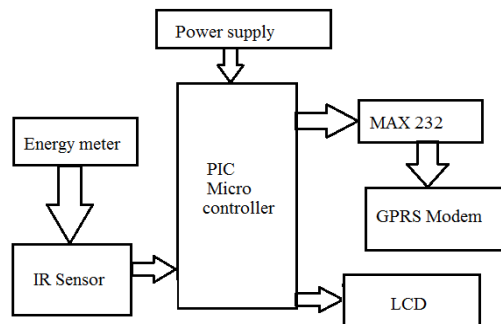 Power supply
Energy meter
PIC
Micro
controller
MAX 232
GPRS Modem
IR Sensor
LCD